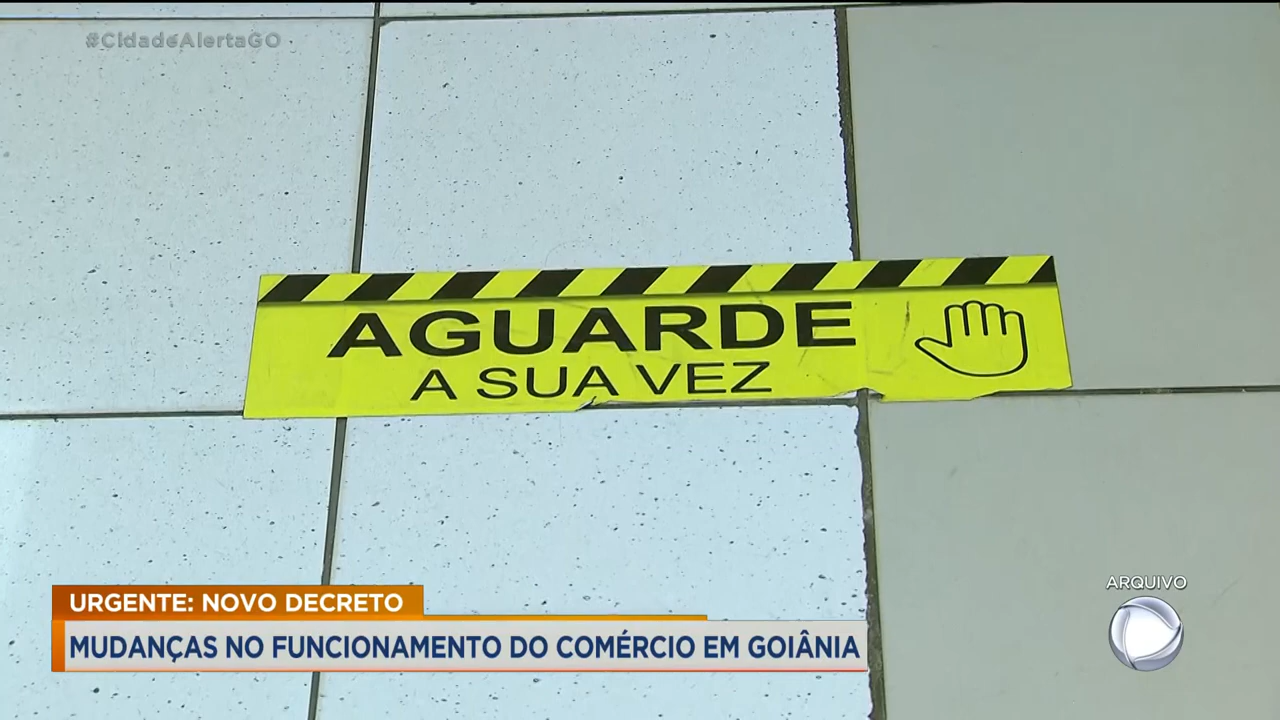 #CidadeAlertaGO
AGUARDE
A SUA VEZ
ARQUIVO
URGENTE: NOVO DECRETO
MUDANÇAS NO FUNCIONAMENTO DO COMÉRCIO EM GOIÂNIA